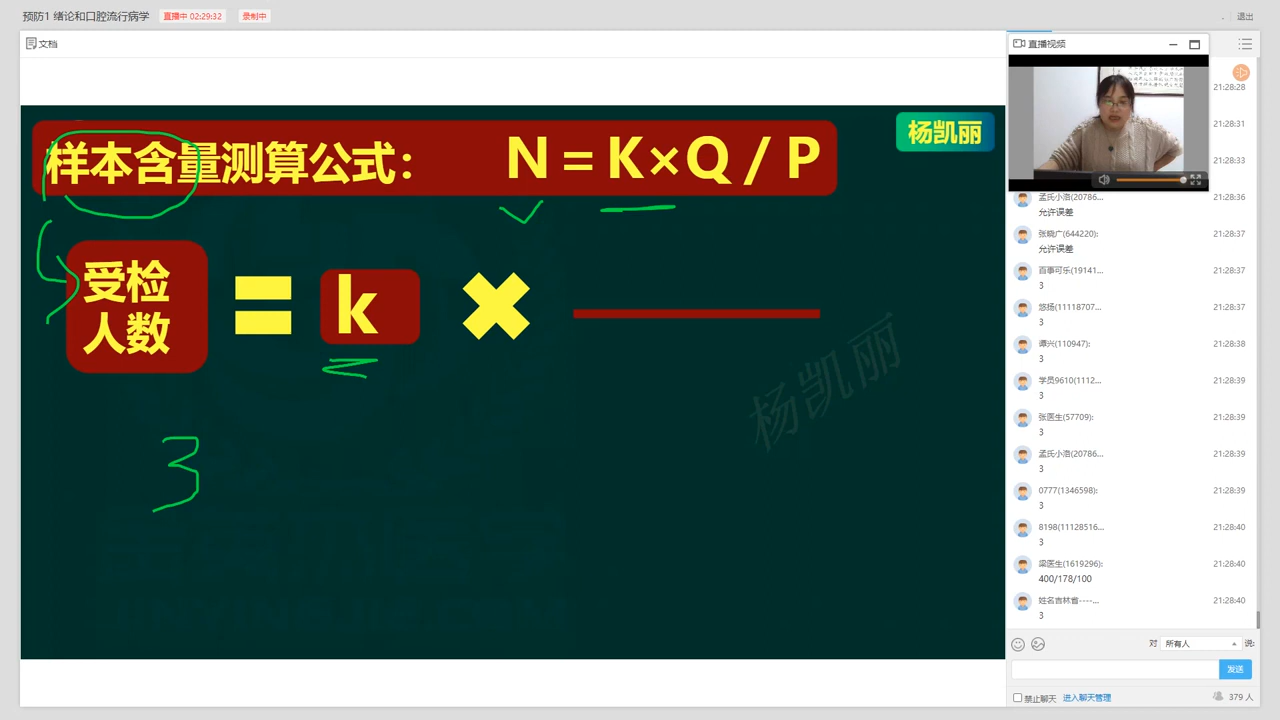 预防1 绪论和口腔流行病学 直播中 02:29:32 录制中 退出
文档
直播视频
杨凯丽
样本含量测算公式： N = K×Q / P
受检
人数
= k ×
3
杨凯丽
21:28:28
21:28:31
21:28:33
孟氏小洛(20786... 21:28:36
允许误差
张晓广(644220): 21:28:37
允许误差
百事可乐(19141... 21:28:37
3
悠扬(11118707... 21:28:37
3
谭兴(110947): 21:28:38
3
学员9610(1112... 21:28:39
3
张医生(57709): 21:28:39
3
孟氏小洛(20786... 21:28:39
3
0777(1346598): 21:28:39
3
8198(11128516... 21:28:40
3
梁医生(1619296): 21:28:40
400/178/100
姓名吉林省----... 21:28:40
3
对 所有人 说:
发送
禁止聊天 进入聊天管理 379 人